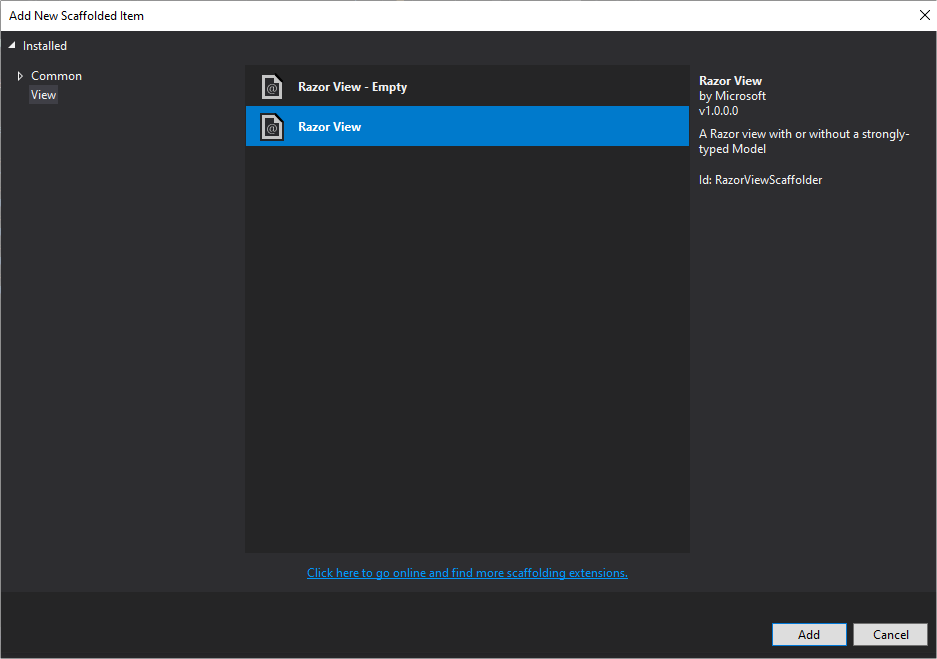 Add New Scaffolded Item
Installed
Common
View
Razor View - Empty
Razor View
Razor View
by Microsoft
v1.0.0.0
A Razor view with or without a strongly-
typed Model
Id: RazorViewScaffolder
Click here to go online and find more scaffolding extensions.
Add
Cancel